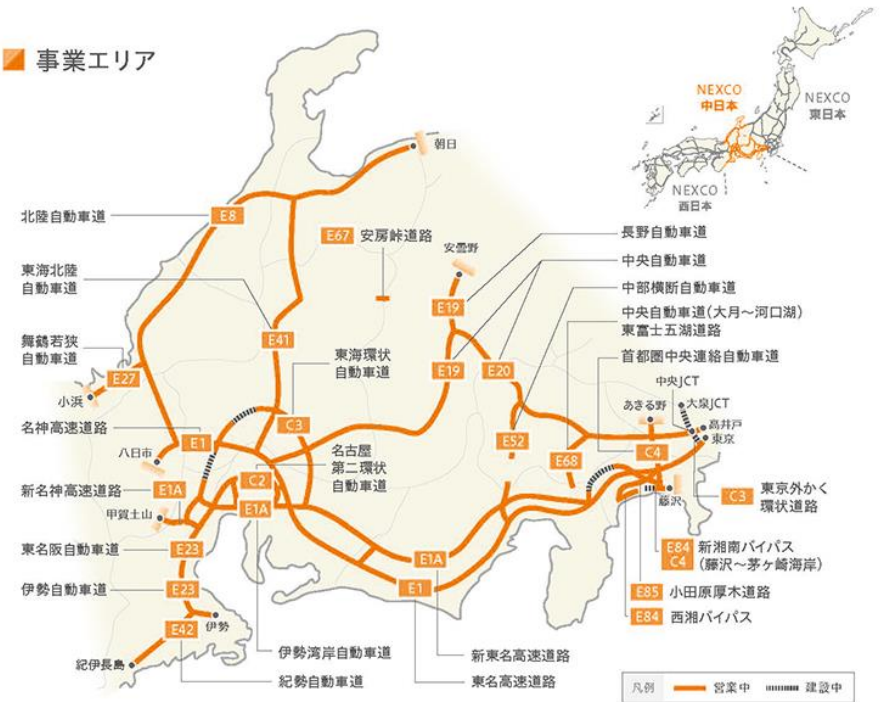 事業エリア
NEXCO
中日本
NEXCO
東日本
NEXCO
西日本
朝日
北陸自動車道
E8
E67
安房峠道路
安曇野
長野自動車道
東海北陸
自動車道
中央自動車道
E19
中部横断自動車道
E41
中央自動車道(大月～河口湖)
東富士五湖道路
舞鶴若狭
自動車道
東海環状
自動車道
首都圏中央連絡自動車道
E27
E19
E20
中央JCT
小浜
あきる野
大泉JCT
名神高速道路
C3
高井戸
東京
E1
E52
八日市
名古屋
第二環状
自動車道
C4
E68
新名神高速道路
E1A
C2
C3
東京外かく
環状道路
甲賀土山
E1A
藤沢
東名阪自動車道
E23
E84
C4
新湘南バイパス
(藤沢～茅ヶ崎海岸)
E1A
伊勢自動車道
E23
E1
E85
小田原厚木道路
伊勢
E84
西湘バイパス
E42
紀伊長島
伊勢湾岸自動車道
新東名高速道路
紀勢自動車道
東名高速道路
凡例
営業中
建設中